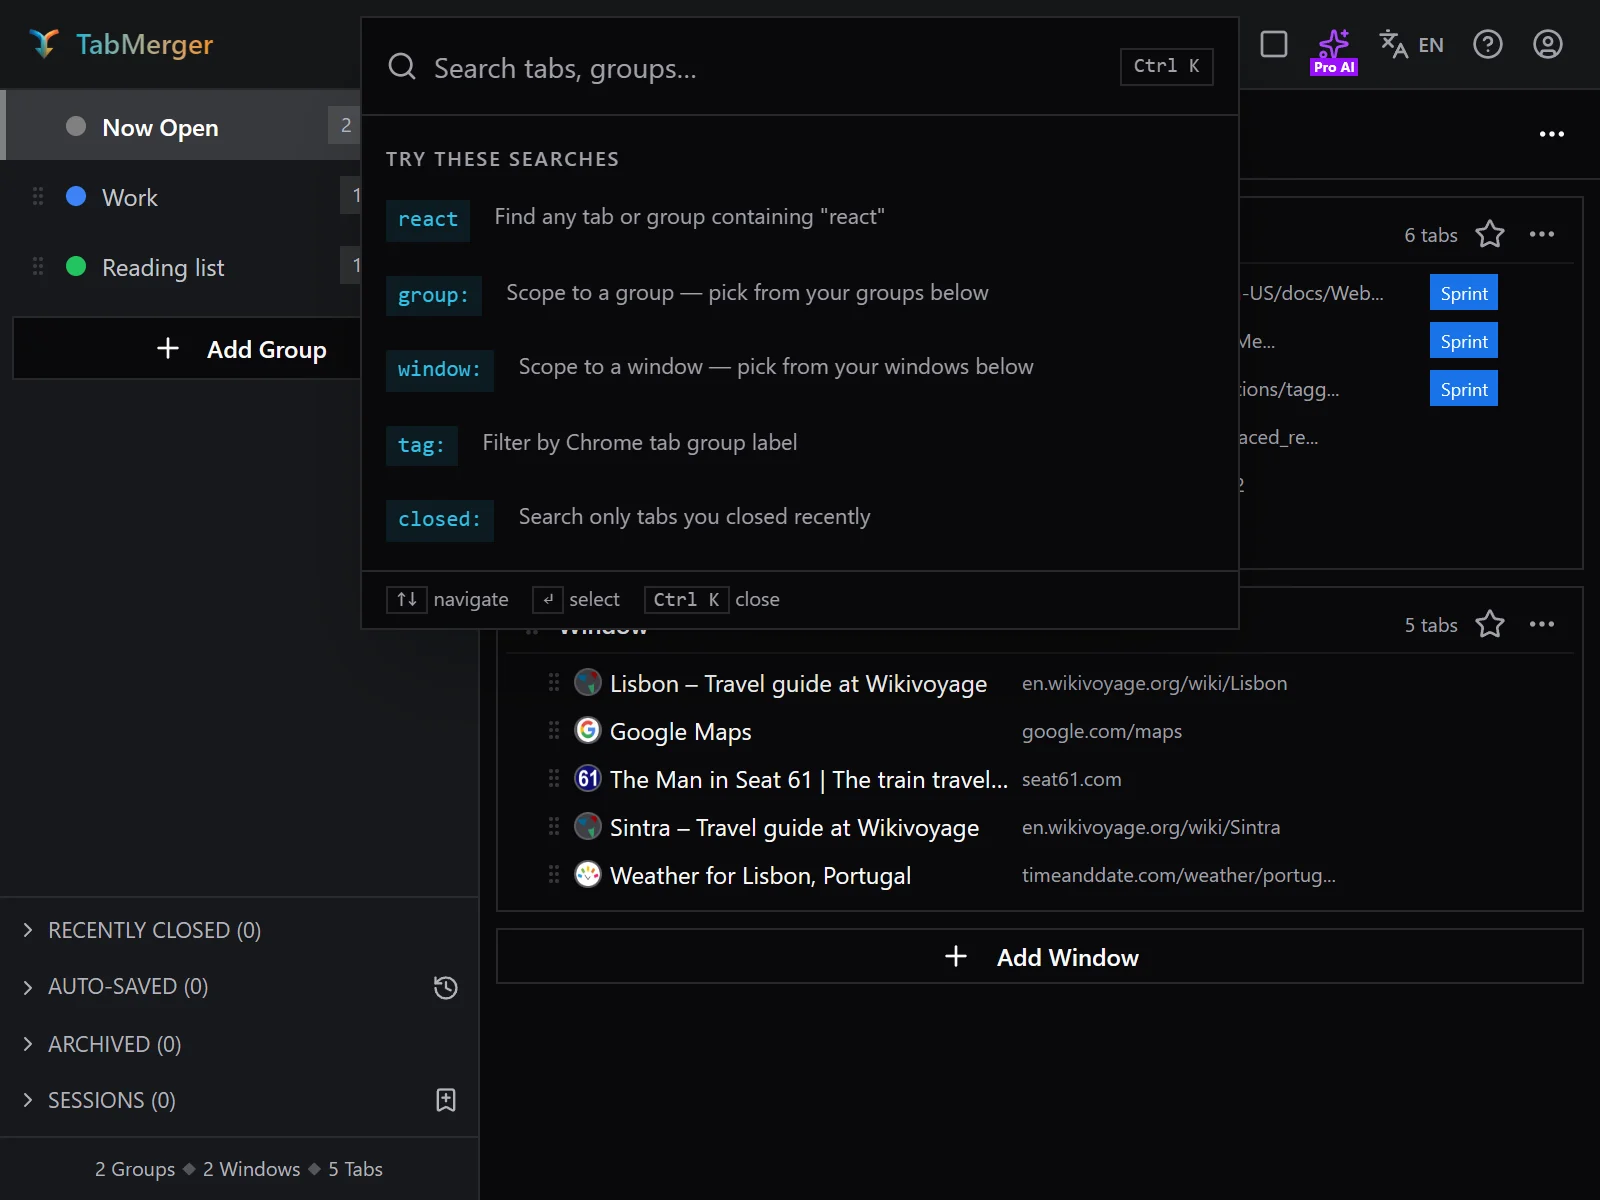 TabMerger
Search tabs, groups...
Ctrl K
Pro AI
EN
Now Open
2
Work
1
Reading list
1
Add Group
TRY THESE SEARCHES
react Find any tab or group containing "react"
group: Scope to a group — pick from your groups below
window: Scope to a window — pick from your windows below
tag: Filter by Chrome tab group label
closed: Search only tabs you closed recently
↑↓ navigate ↵ select Ctrl K close
6 tabs
-US/docs/Web... Sprint
Me... Sprint
ions/tagg... Sprint
aced_re...
2
Window 5 tabs
Lisbon – Travel guide at Wikivoyage en.wikivoyage.org/wiki/Lisbon
Google Maps google.com/maps
61 The Man in Seat 61 | The train travel... seat61.com
Sintra – Travel guide at Wikivoyage en.wikivoyage.org/wiki/Sintra
Weather for Lisbon, Portugal timeanddate.com/weather/portug...
Add Window
RECENTLY CLOSED (0)
AUTO-SAVED (0)
ARCHIVED (0)
SESSIONS (0)
2 Groups ◆ 2 Windows ◆ 5 Tabs